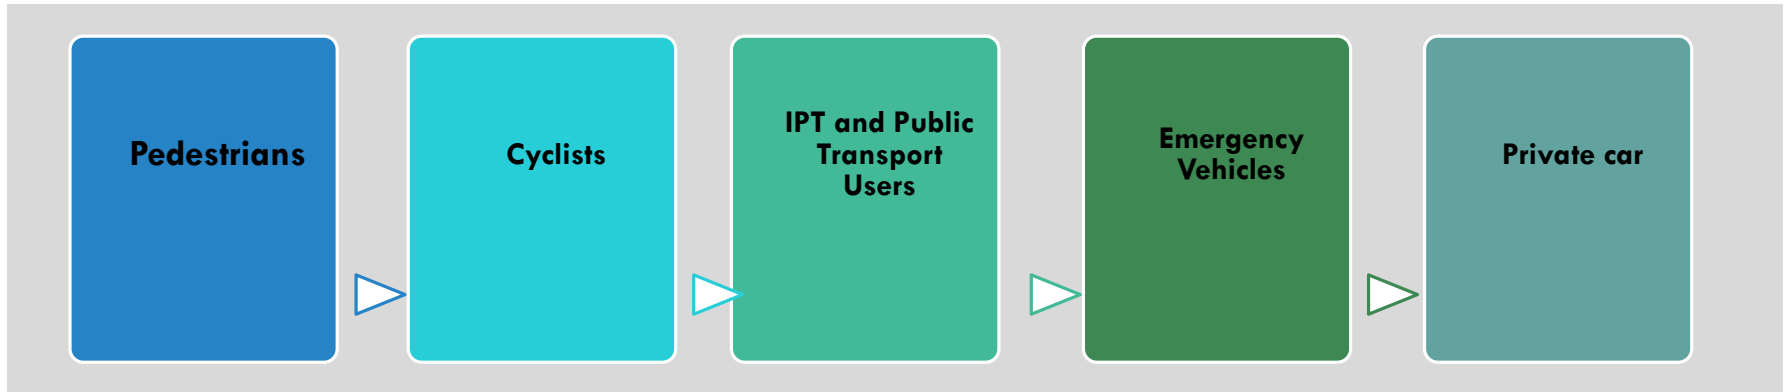 Pedestrians
Cyclists
IPT and Public
Transport
Users
Emergency
Vehicles
Private car